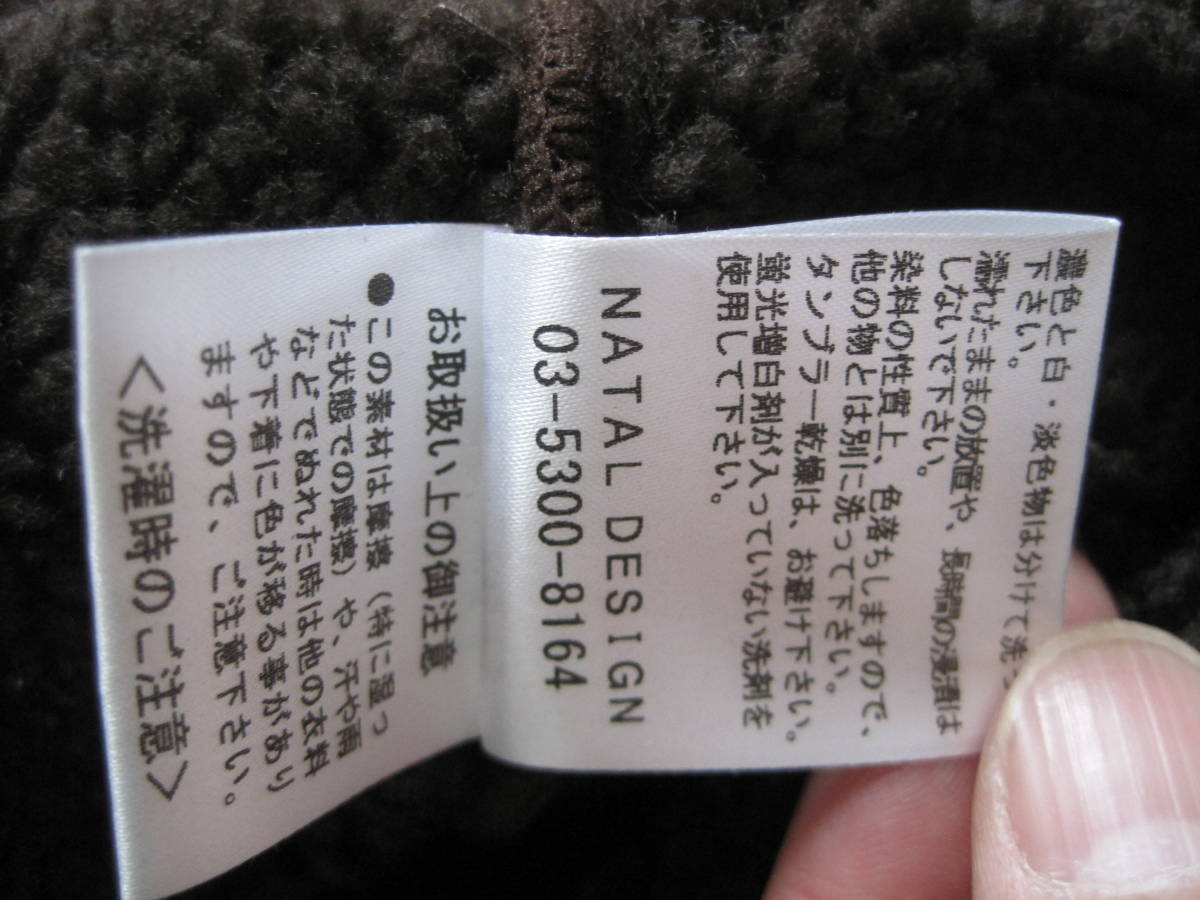 お取扱い上の御注意
●この素材は摩擦（特に湿っ
た状態での摩擦）や、汗や雨
などでぬれた時は他の衣料
や下着に色が移る事があり
ますので、ご注意下さい。
<洗濯時のご注意>
濃色と白・淡色物は分けて洗っ
下さい。
濡れたままの放置や、長時間の浸漬は
しないで下さい。
染料の性質上、色落ちしますので、
他の物とは別に洗って下さい。
タンブラー乾燥は、お避け下さい。
蛍光増白剤が入っていない洗剤を
使用して下さい。
NATAL DESIGN
03-5300-8164